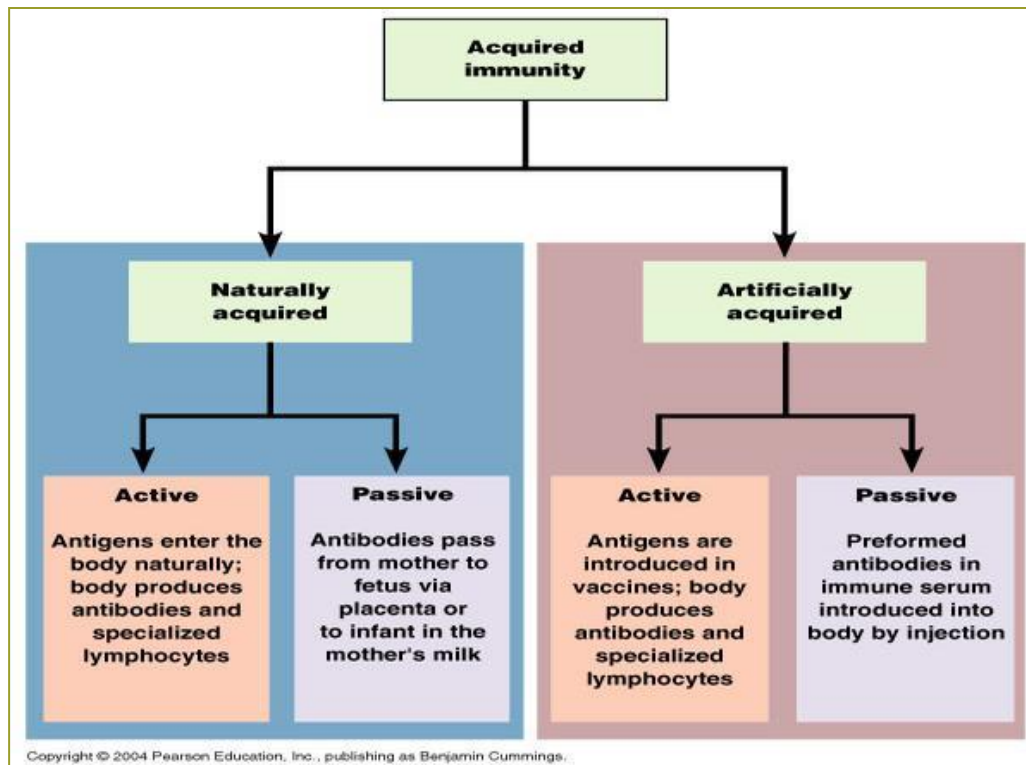 Acquired
immunity
Naturally
acquired
Artificially
acquired
Active
Antigens enter the
body naturally;
body produces
antibodies and
specialized
lymphocytes
Passive
Antibodies pass
from mother to
fetus via
placenta or
to infant in the
mother's milk
Active
Antigens are
introduced in
vaccines; body
produces
antibodies and
specialized
lymphocytes
Passive
Preformed
antibodies in
immune serum
introduced into
body by injection
Copyright © 2004 Pearson Education, Inc., publishing as Benjamin Cummings.